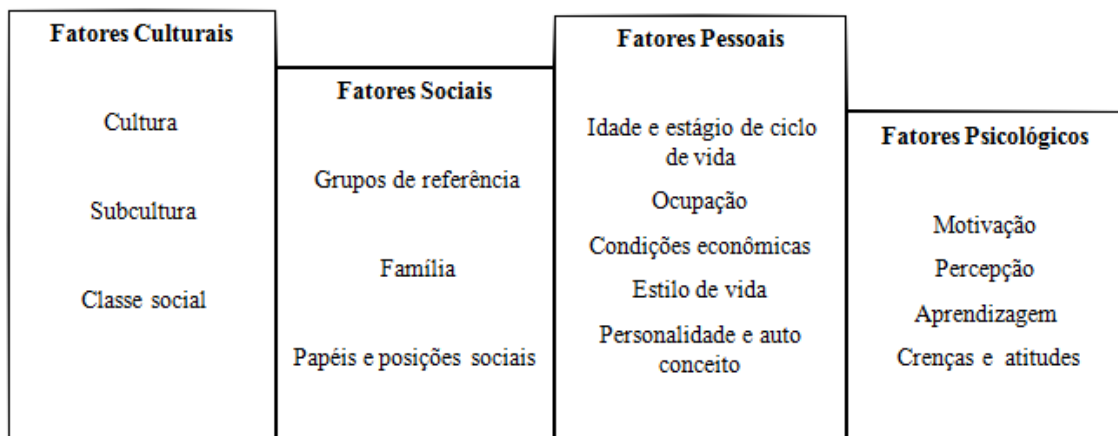 Fatores Culturais
Cultura
Subcultura
Classe social
Fatores Sociais
Grupos de referência
Família
Papéis e posições sociais
Fatores Pessoais
Idade e estágio de ciclo
de vida
Ocupação
Condições econômicas
Estilo de vida
Personalidade e auto
conceito
Fatores Psicológicos
Motivação
Percepção
Aprendizagem
Crenças e atitudes